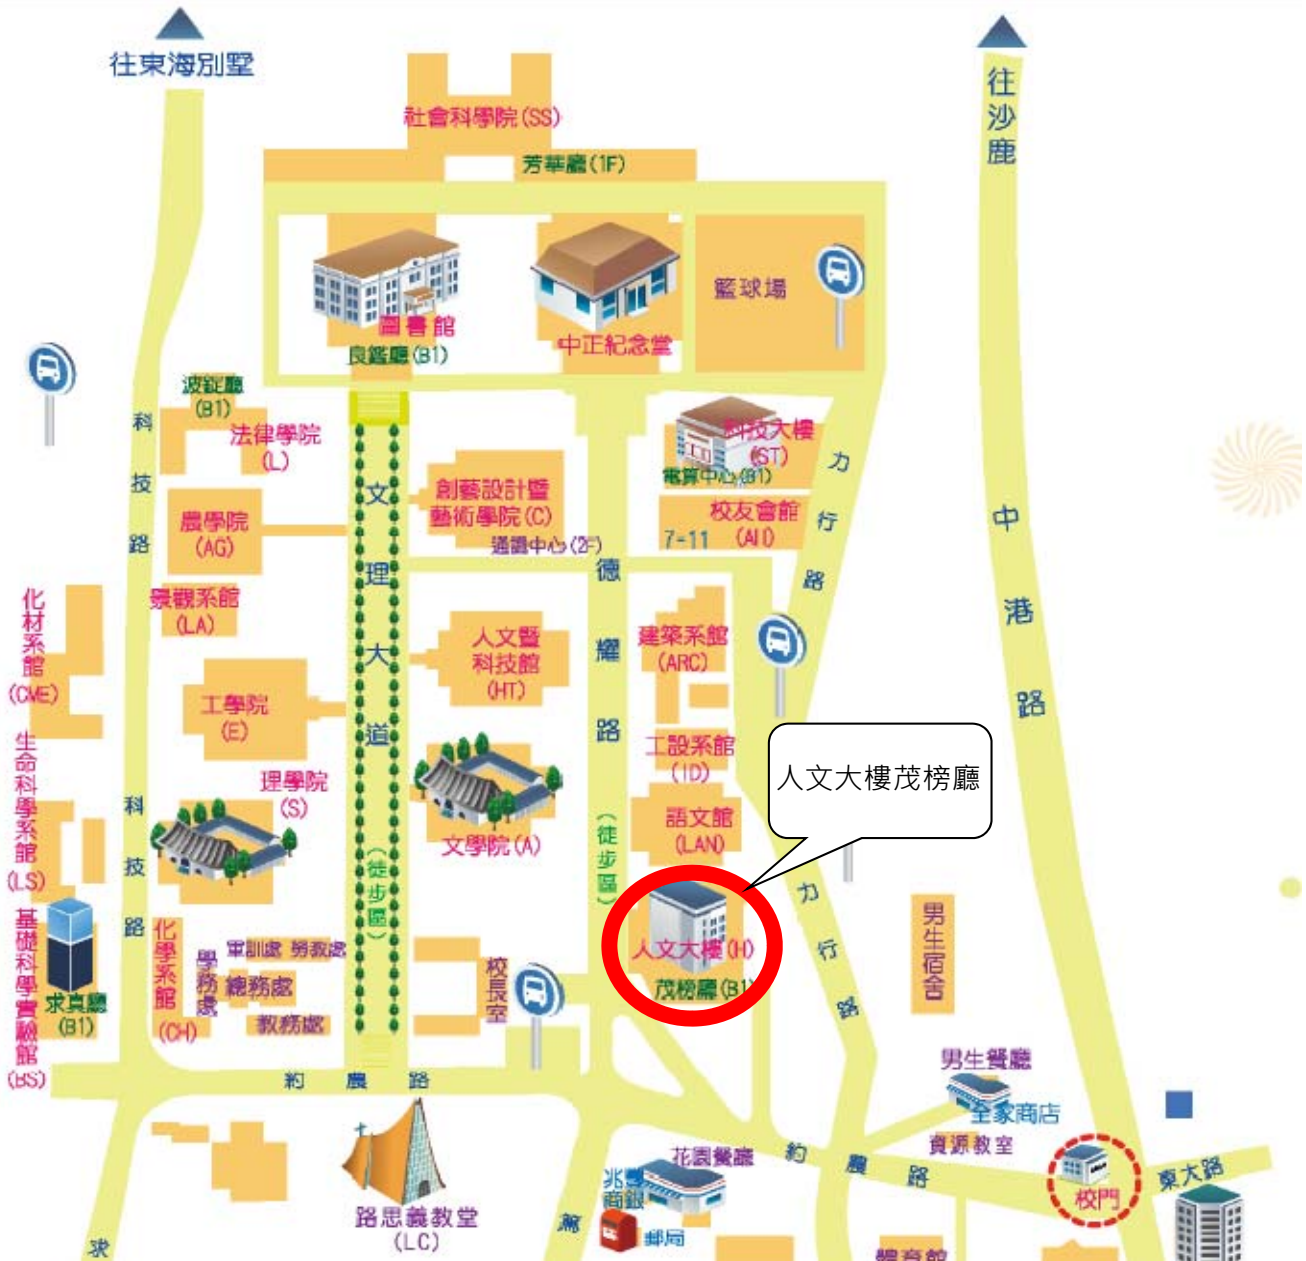 往東海別墅
往沙鹿
社會科學院(SS)
芳華廳(1F)
圖書館
良鑑廳(B1)
中正紀念堂
籃球場
波錠廳
(B1)
法律學院
(L)
科技路
文理大道
(徒步區)
創藝設計暨
藝術學院(C)
通識中心(2F)
科技大樓
(ST)
電算中心(B1)
校友會館
(AU)
7-11
力行路
中港路
農學院
(AG)
景觀系館
(LA)
化材系館
(CME)
工學院
(E)
人文暨
科技館
(HT)
德耀路
(徒步區)
建築系館
(ARC)
工設系館
(ID)
人文大樓茂榜廳
語文館
(LAN)
生命科學系館
(LS)
科技路
理學院
(S)
文學院(A)
人文大樓(H)
茂榜廳(B1)
力行路
男生宿舍
基礎科學實驗館
(BS)
求真廳
(B1)
化學系館
(CH)
學務處
軍訓處 勞教處
總務處
教務處
校長室
約農路
男生餐廳
全家商店
資源教室
路思義教堂
(LC)
花園餐廳
兆豐
商銀
郵局
約農路
校門
東大路
求
篤
體育館